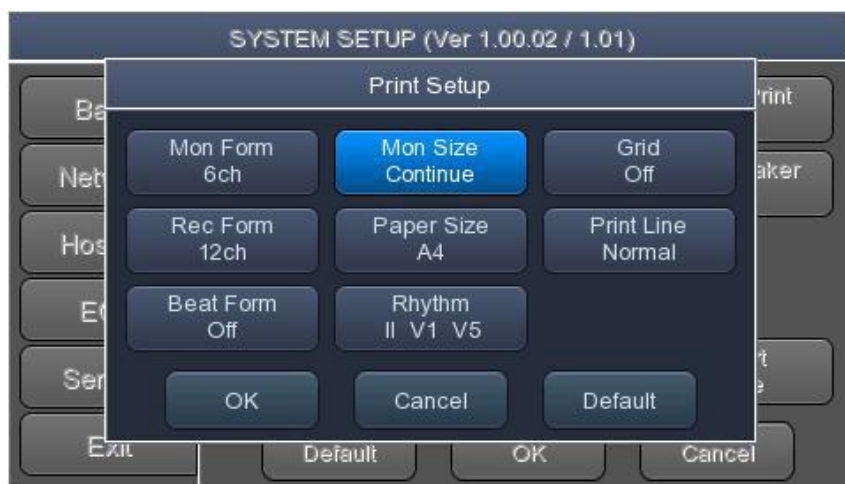 SYSTEM SETUP (Ver 1.00.02 / 1.01)
Print Setup
Mon Form
6ch
Mon Size
Continue
Grid
Off
Rec Form
12ch
Paper Size
A4
Print Line
Normal
Beat Form
Off
Rhythm
II V1 V5
OK
Cancel
Default
Exit
Default
OK
Cancel